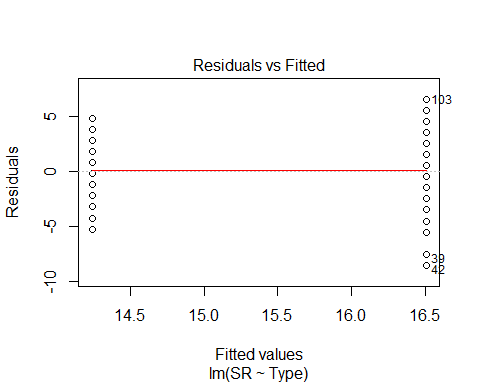 Residuals vs Fitted
Residuals
5
0
-5
-10
103
39
42
14.5 15.0 15.5 16.0 16.5
Fitted values
lm(SR ~ Type)